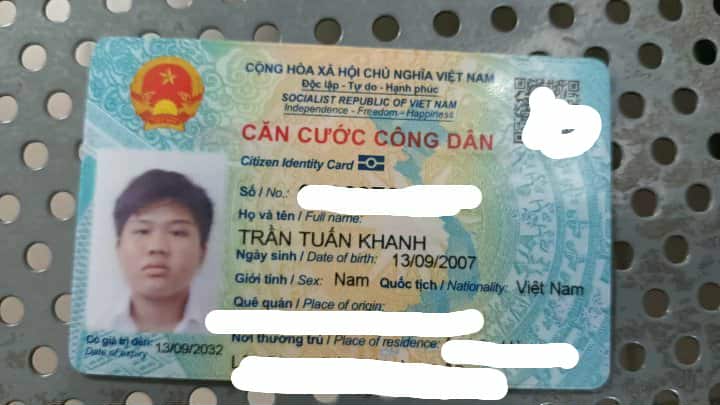 CỘNG HÒA XÃ HỘI CHỦ NGHĨA VIỆT NAM
Độc lập - Tự do - Hạnh phúc
SOCIALIST REPUBLIC OF VIET NAM
Independence - Freedom - Happiness
CĂN CƯỚC CÔNG DÂN
Citizen Identity Card
Số / No.:
Họ và tên / Full name:
TRẦN TUẤN KHANH
Ngày sinh / Date of birth: 13/09/2007
Giới tính / Sex: Nam Quốc tịch / Nationality: Việt Nam
Quê quán / Place of origin:
Nơi thường trú / Place of residence:
Có giá trị đến: 13/09/2032
Date of expiry